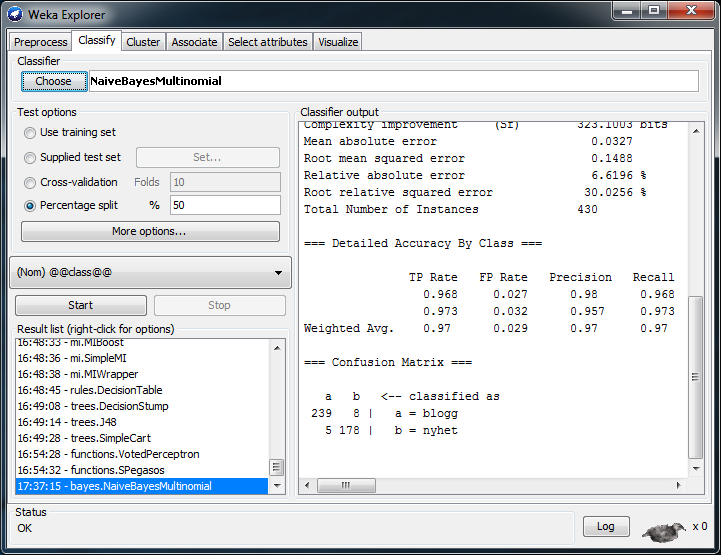 Weka Explorer
Preprocess Classify Cluster Associate Select attributes Visualize
Classifier
Choose NaiveBayesMultinomial
Test options
Use training set
Supplied test set Set...
Cross-validation Folds 10
Percentage split % 50
More options...
(Nom) @@class@@
Start Stop
Result list (right-click for options)
16:48:33 - mi.MIBoost
16:48:36 - mi.SimpleMI
16:48:38 - mi.MIWrapper
16:48:45 - rules.DecisionTable
16:49:08 - trees.DecisionStump
16:49:14 - trees.J48
16:49:28 - trees.SimpleCart
16:54:28 - functions.VotedPerceptron
16:54:32 - functions.SPegasos
17:37:15 - bayes.NaiveBayesMultinomial
Classifier output
Complexity improvement (Sf) 323.1003 bits
Mean absolute error 0.0327
Root mean squared error 0.1488
Relative absolute error 6.6196 %
Root relative squared error 30.0256 %
Total Number of Instances 430
=== Detailed Accuracy By Class ===
TP Rate FP Rate Precision Recall
0.968 0.027 0.98 0.968
0.973 0.032 0.957 0.973
Weighted Avg. 0.97 0.029 0.97 0.97
=== Confusion Matrix ===
a b <-- classified as
239 8 | a = blogg
5 178 | b = nyhet
Status
OK
Log
x 0